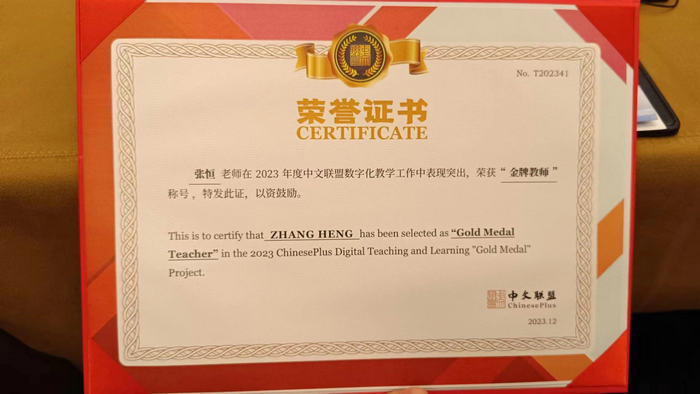 No. T202341
荣誉证书
CERTIFICATE
张恒 老师在 2023 年度中文联盟数字化教学工作中表现突出，荣获“ 金牌教师 ”
称号 ，特发此证，以资鼓励。
This is to certify that ZHANG HENG has been selected as “Gold Medal
Teacher” in the 2023 ChinesePlus Digital Teaching and Learning "Gold Medal"
Project.
中文联盟
ChinesePlus
2023.12